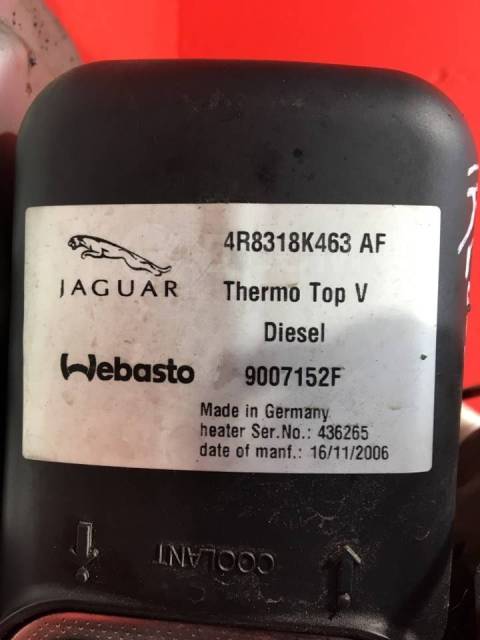 4R8318K463 AF
JAGUAR
Thermo Top V
Diesel
Webasto
9007152F
Made in Germany
heater Ser.No.: 436265
date of manf.: 16/11/2006
COOLANT